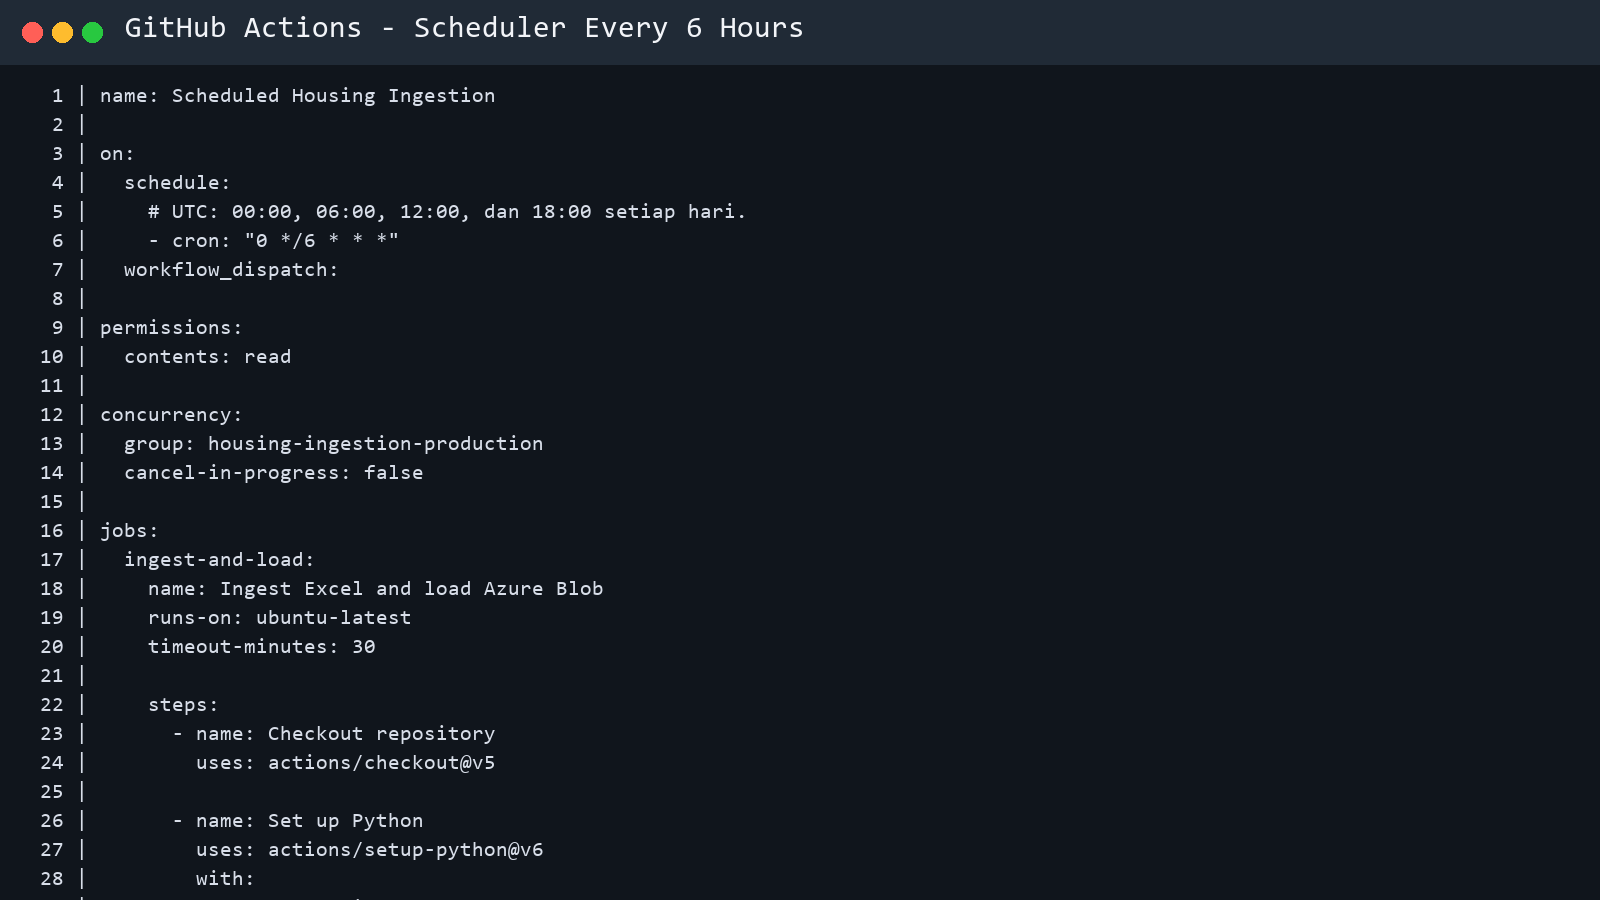 GitHub Actions - Scheduler Every 6 Hours
1 | name: Scheduled Housing Ingestion
2 |
3 | on:
4 |   schedule:
5 |     # UTC: 00:00, 06:00, 12:00, dan 18:00 setiap hari.
6 |     - cron: "0 */6 * * *"
7 |   workflow_dispatch:
8 |
9 | permissions:
10 |   contents: read
11 |
12 | concurrency:
13 |   group: housing-ingestion-production
14 |   cancel-in-progress: false
15 |
16 | jobs:
17 |   ingest-and-load:
18 |     name: Ingest Excel and load Azure Blob
19 |     runs-on: ubuntu-latest
20 |     timeout-minutes: 30
21 |
22 |     steps:
23 |       - name: Checkout repository
24 |         uses: actions/checkout@v5
25 |
26 |       - name: Set up Python
27 |         uses: actions/setup-python@v6
28 |         with: